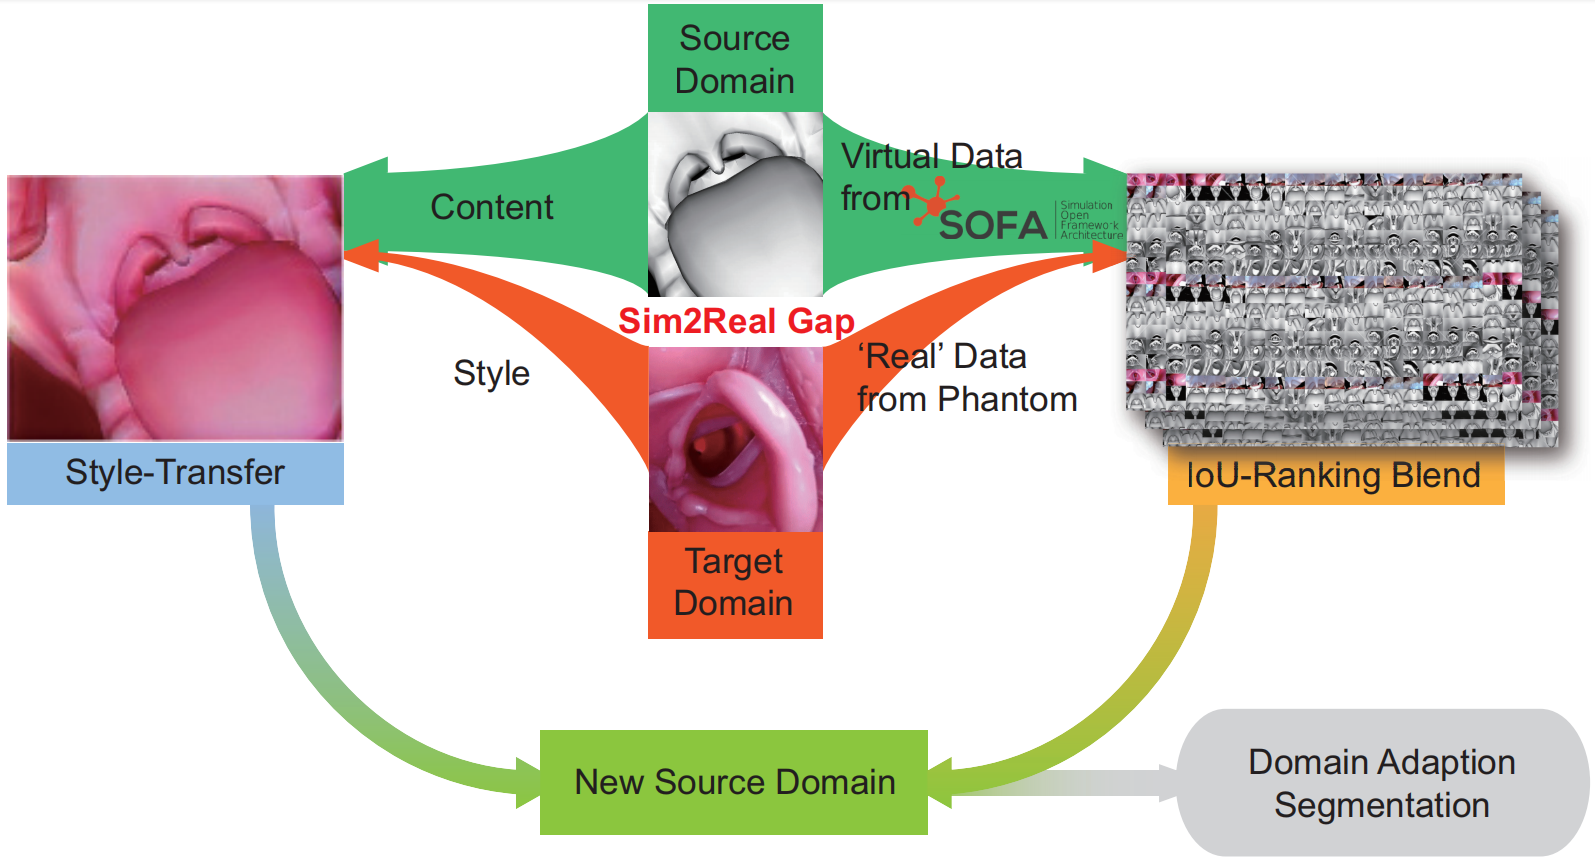 Source
Domain
Virtual Data
from
SOFA
Simulation
Open
Framework
Architecture
Content
Sim2Real Gap
Style
‘Real’ Data
from Phantom
Style-Transfer
IoU-Ranking Blend
Target
Domain
New Source Domain
Domain Adaption
Segmentation